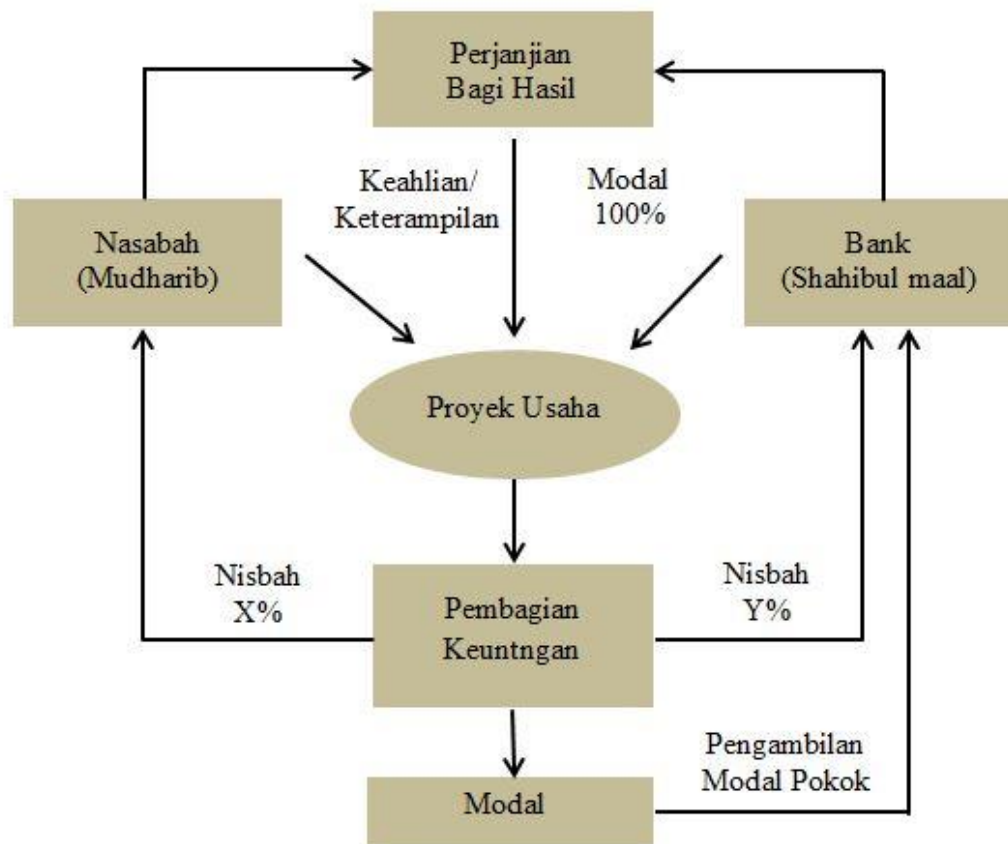 Perjanjian
Bagi Hasil
Keahlian/
Keterampilan
Modal
100%
Nasabah
(Mudharib)
Bank
(Shahibul maal)
Proyek Usaha
Nisbah
X%
Nisbah
Y%
Pembagian
Keuntngan
Pengambilan
Modal Pokok
Modal